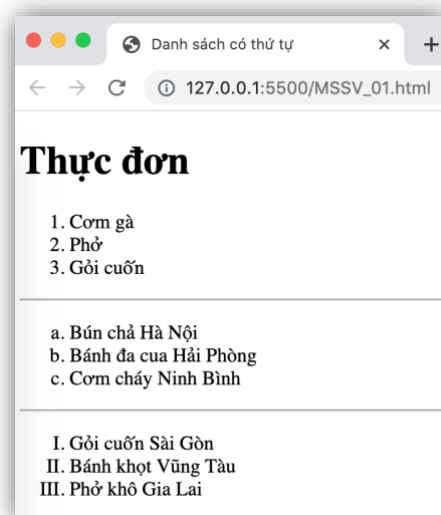 Danh sách có thứ tự
127.0.0.1:5500/MSSV_01.html
Thực đơn
1. Cơm gà
2. Phở
3. Gỏi cuốn
a. Bún chả Hà Nội
b. Bánh đa cua Hải Phòng
c. Cơm cháy Ninh Bình
I. Gỏi cuốn Sài Gòn
II. Bánh khọt Vũng Tàu
III. Phở khô Gia Lai